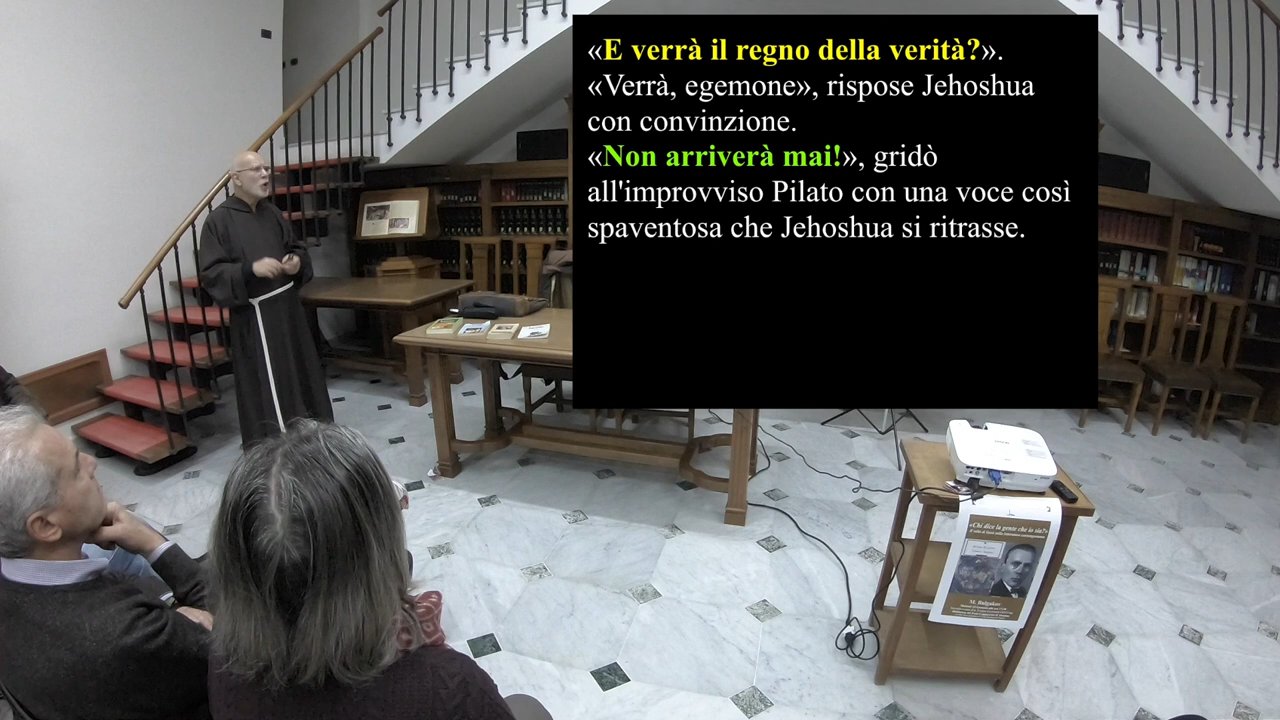 «E verrà il regno della verità?».
«Verrà, egemone», rispose Jehoshua
con convinzione.
«Non arriverà mai!», gridò
all'improvviso Pilato con una voce così
spaventosa che Jehoshua si ritrasse.
«Chi dice la gente che io sia?»
M. Bulgakov